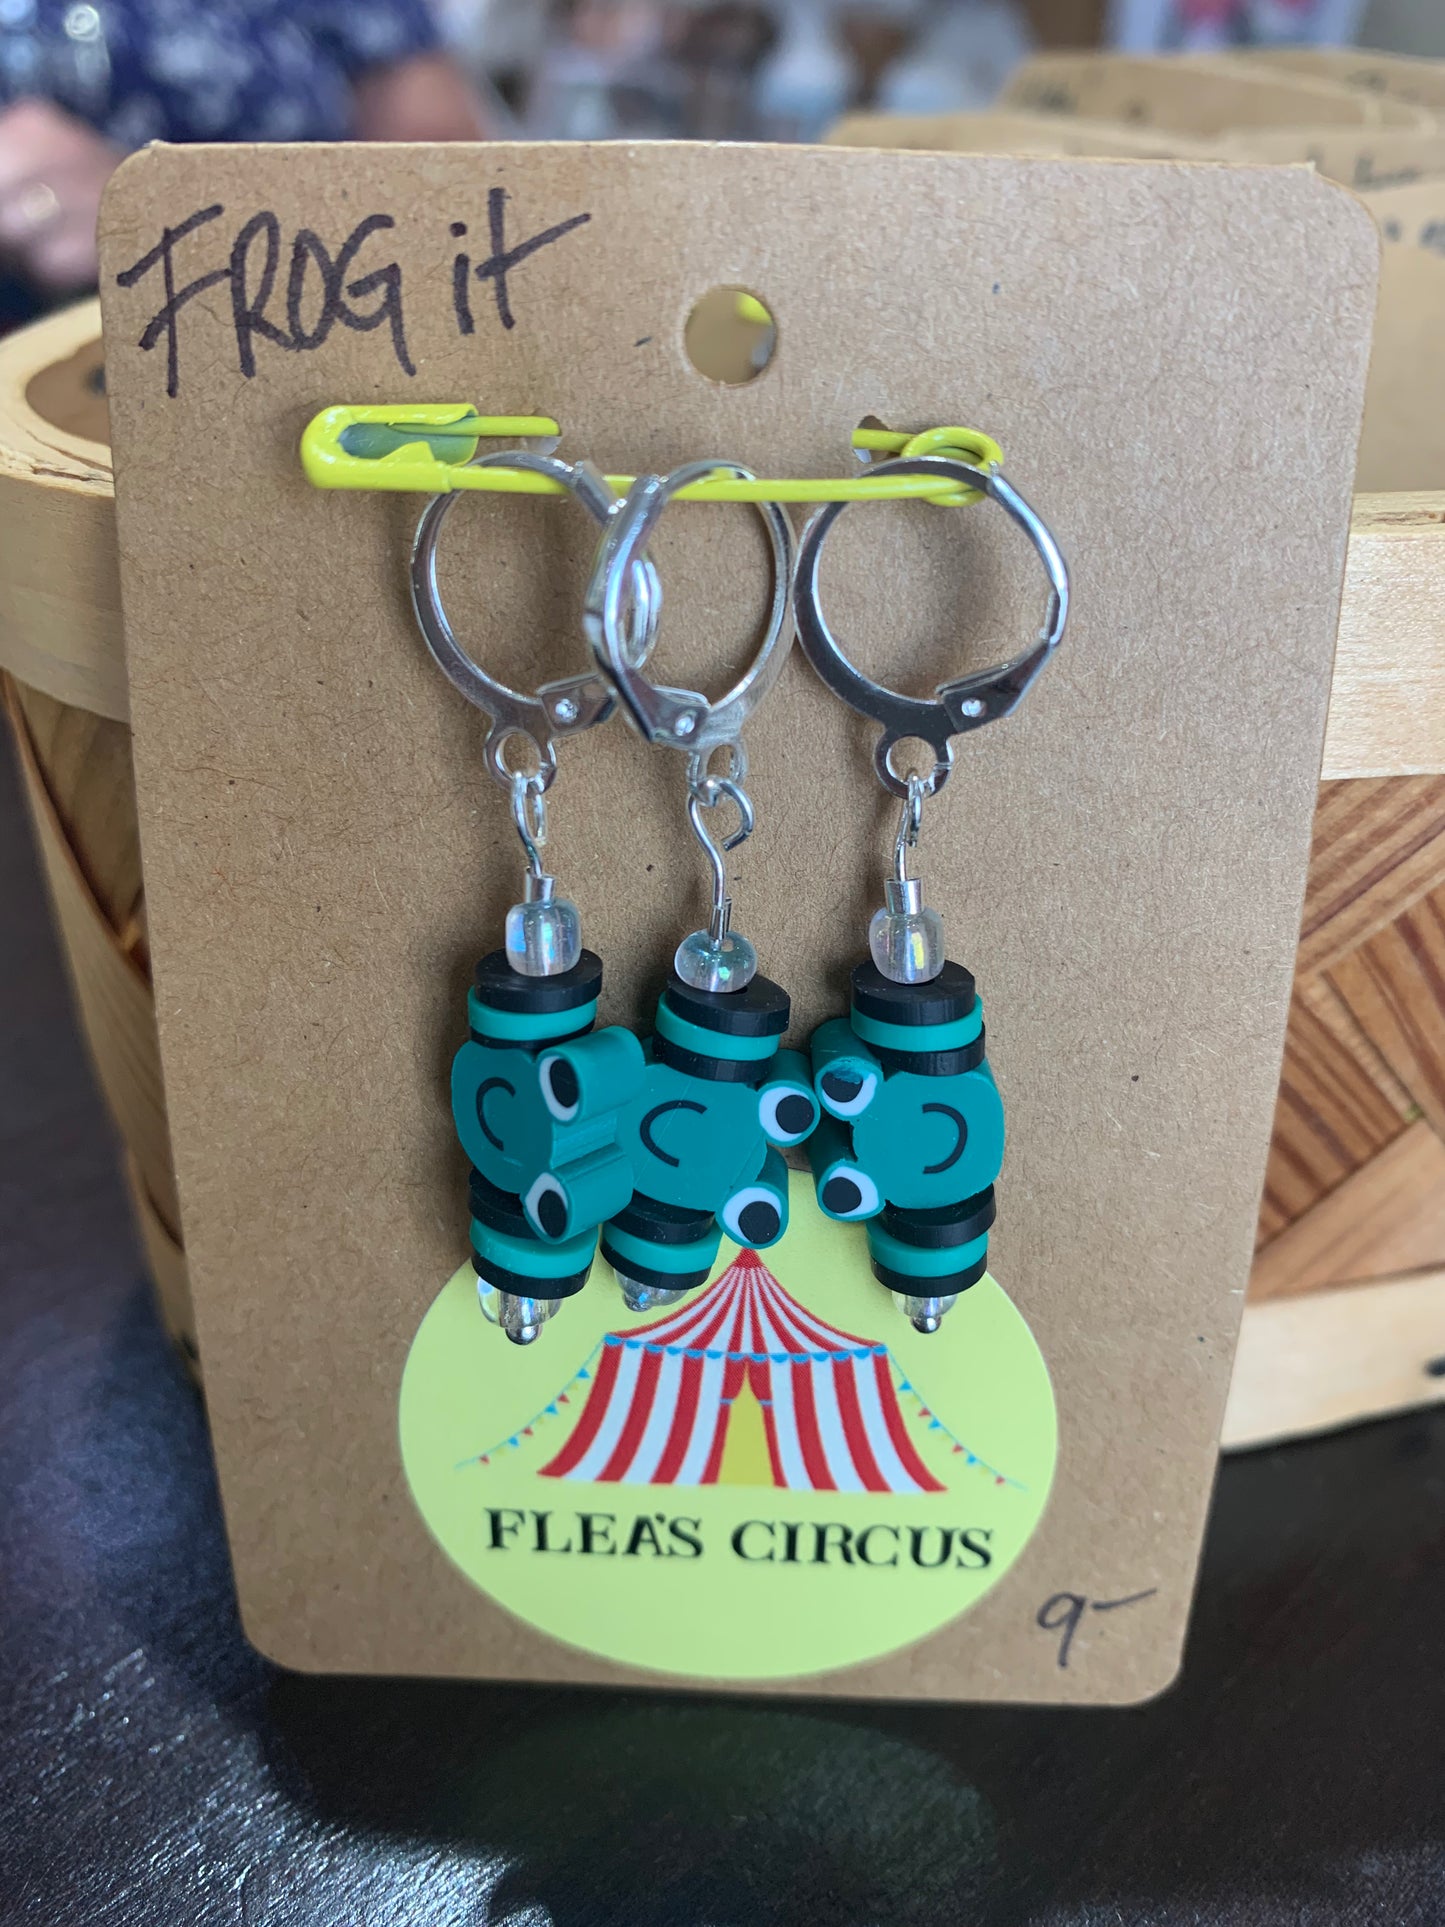 FROG it
FLEA'S CIRCUS
9-